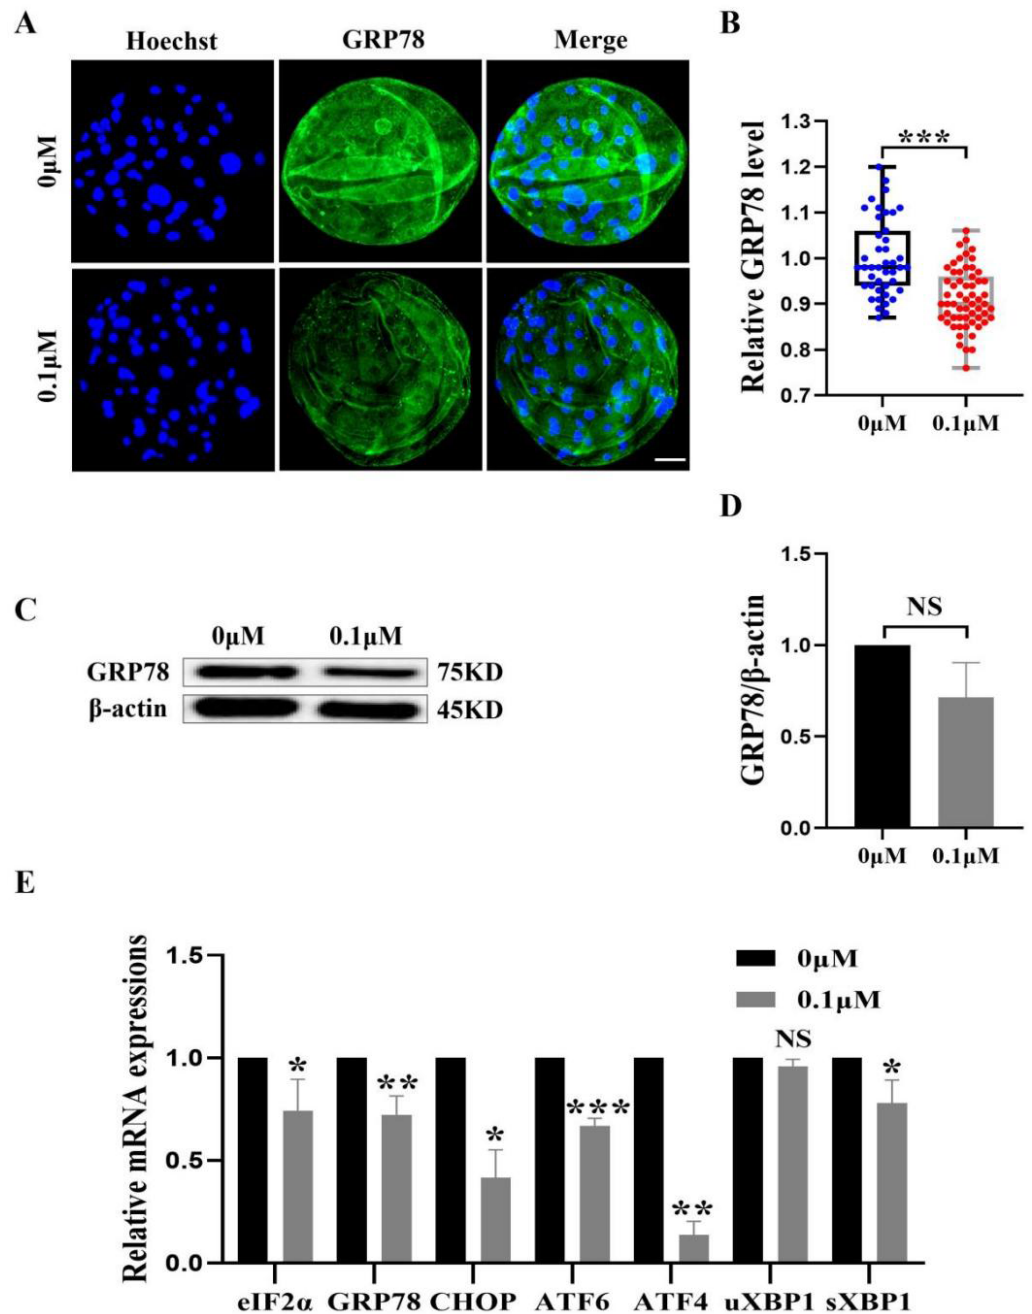 A
Hoechst GRP78 Merge
0μM
0.1μM
B
Relative GRP78 level
1.3
1.2
1.1
1.0
0.9
0.8
0.7
***
0μM 0.1μM
C
0μM 0.1μM
GRP78 75KD
β-actin 45KD
D
GRP78/β-actin
1.5
1.0
0.5
0.0
NS
0μM 0.1μM
E
Relative mRNA expressions
1.5
1.0
0.5
0.0
0μM
0.1μM
* ** * *** ** NS *
eIF2α GRP78 CHOP ATF6 ATF4 uXBP1 sXBP1